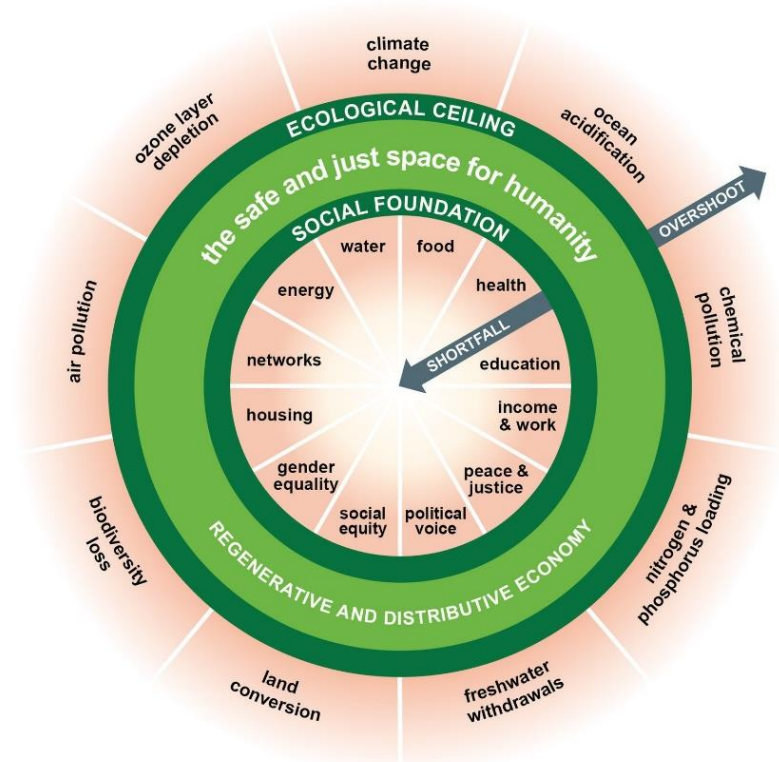 climate
change
ocean
acidification
chemical
pollution
nitrogen &
phosphorus loading
freshwater
withdrawals
land
conversion
biodiversity
loss
air pollution
ozone layer
depletion
OVERSHOOT
ECOLOGICAL CEILING
the safe and just space for humanity
SOCIAL FOUNDATION
water
food
health
SHORTFALL
education
income
& work
peace &
justice
political
voice
social
equity
gender
equality
housing
networks
energy
REGENERATIVE AND DISTRIBUTIVE ECONOMY